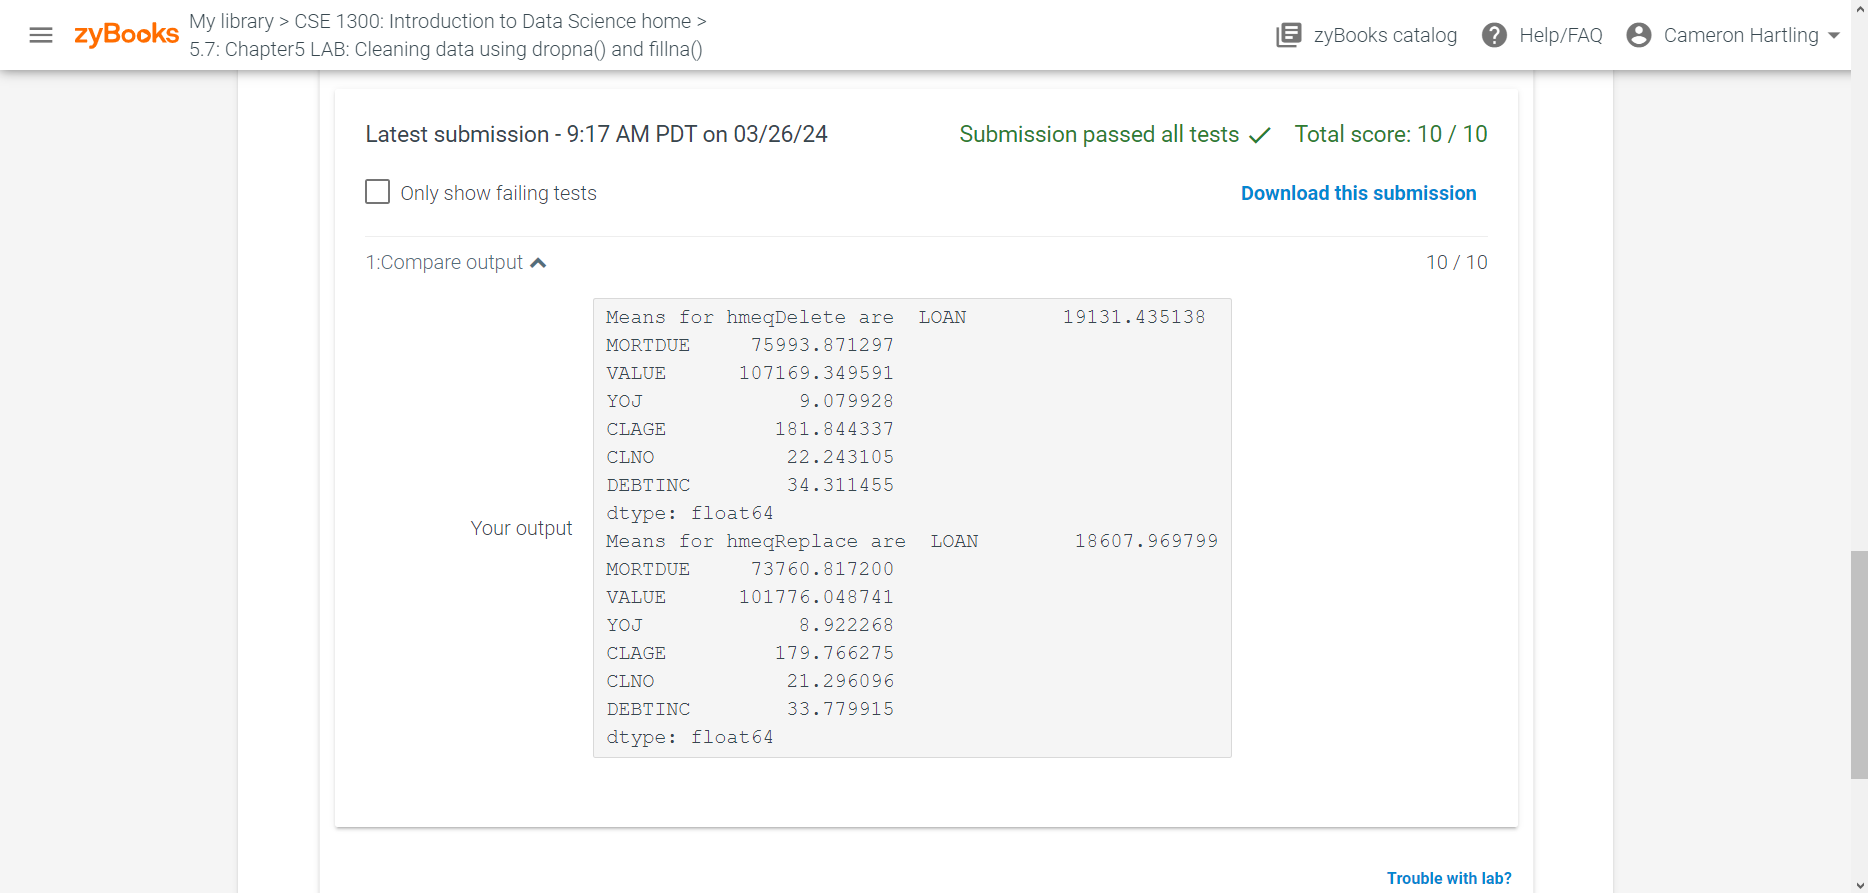 zyBooks
My library > CSE 1300: Introduction to Data Science home >
5.7: Chapter5 LAB: Cleaning data using dropna() and fillna()
zyBooks catalog
Help/FAQ
Cameron Hartling
Latest submission - 9:17 AM PDT on 03/26/24
Submission passed all tests
Total score: 10 / 10
Only show failing tests
Download this submission
1:Compare output
10 / 10
Your output
Means for hmeqDelete are  LOAN        19131.435138
MORTDUE     75993.871297
VALUE      107169.349591
YOJ             9.079928
CLAGE         181.844337
CLNO           22.243105
DEBTINC        34.311455
dtype: float64
Means for hmeqReplace are  LOAN        18607.969799
MORTDUE     73760.817200
VALUE      101776.048741
YOJ             8.922268
CLAGE         179.766275
CLNO           21.296096
DEBTINC        33.779915
dtype: float64
Trouble with lab?